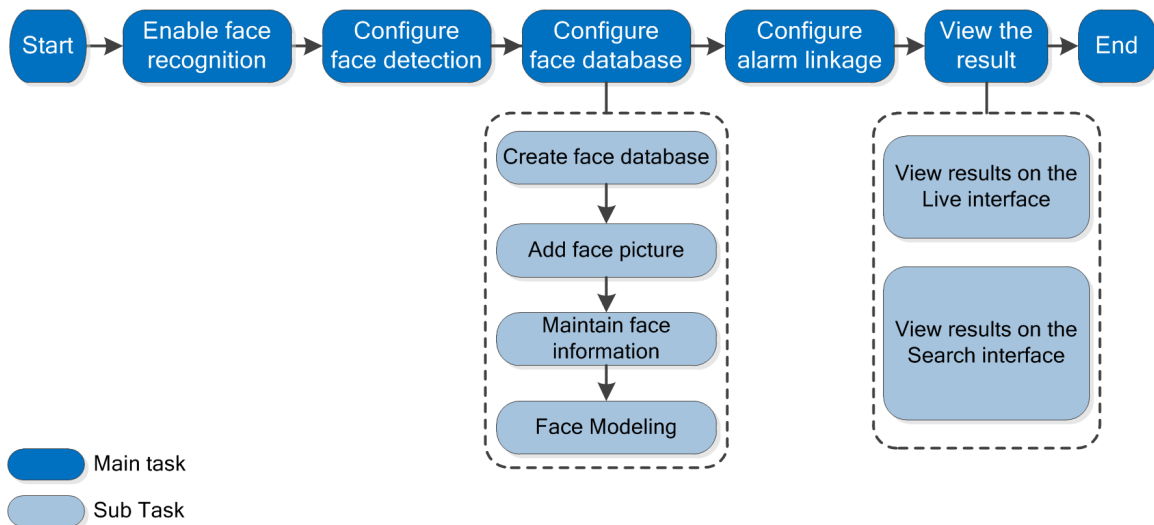 Start
Enable face
recognition
Configure
face detection
Configure
face database
Configure
alarm linkage
View the
result
End
Create face database
Add face picture
Maintain face
information
Face Modeling
View results on the
Live interface
View results on the
Search interface
Main task
Sub Task